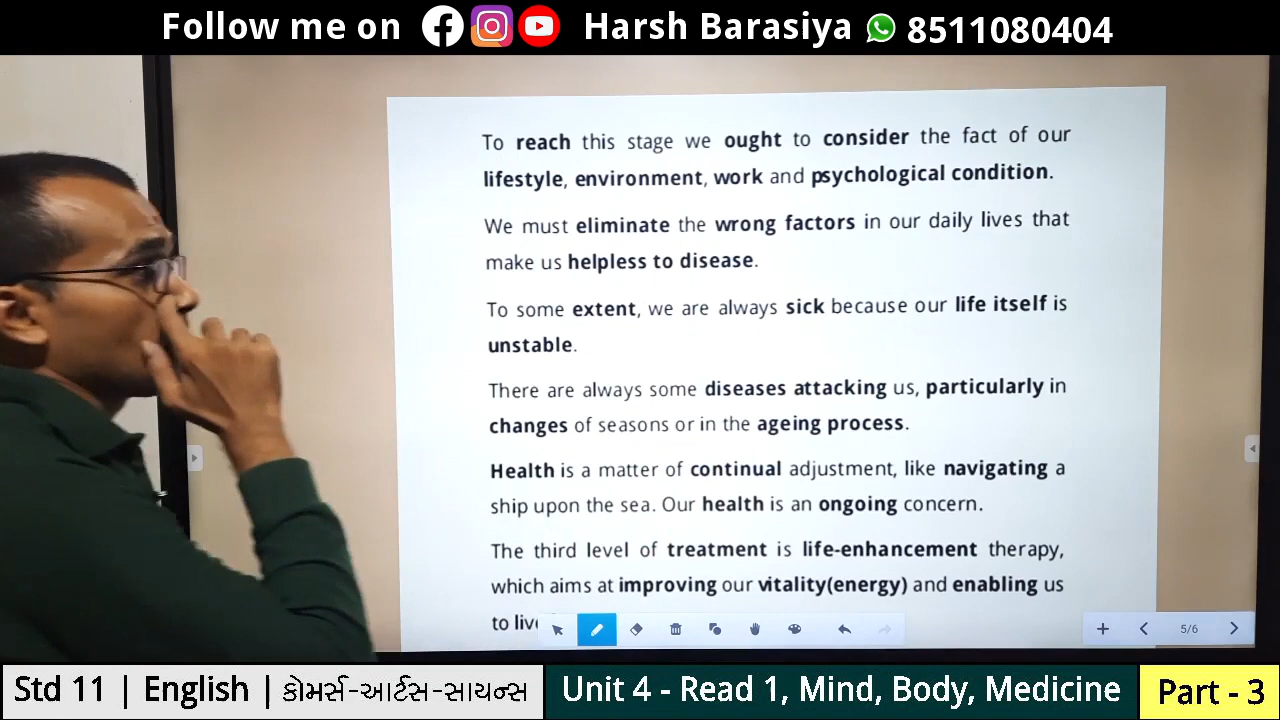 Follow me on Harsh Barasiya 8511080404
To reach this stage we ought to consider the fact of our
lifestyle, environment, work and psychological condition.
We must eliminate the wrong factors in our daily lives that
make us helpless to disease.
To some extent, we are always sick because our life itself is
unstable.
There are always some diseases attacking us, particularly in
changes of seasons or in the ageing process.
Health is a matter of continual adjustment, like navigating a
ship upon the sea. Our health is an ongoing concern.
The third level of treatment is life-enhancement therapy,
which aims at improving our vitality(energy) and enabling us
to live
5/6
Std 11 | English | કોમર્સ-આર્ટસ-સાયન્સ
Unit 4 - Read 1, Mind, Body, Medicine
Part - 3